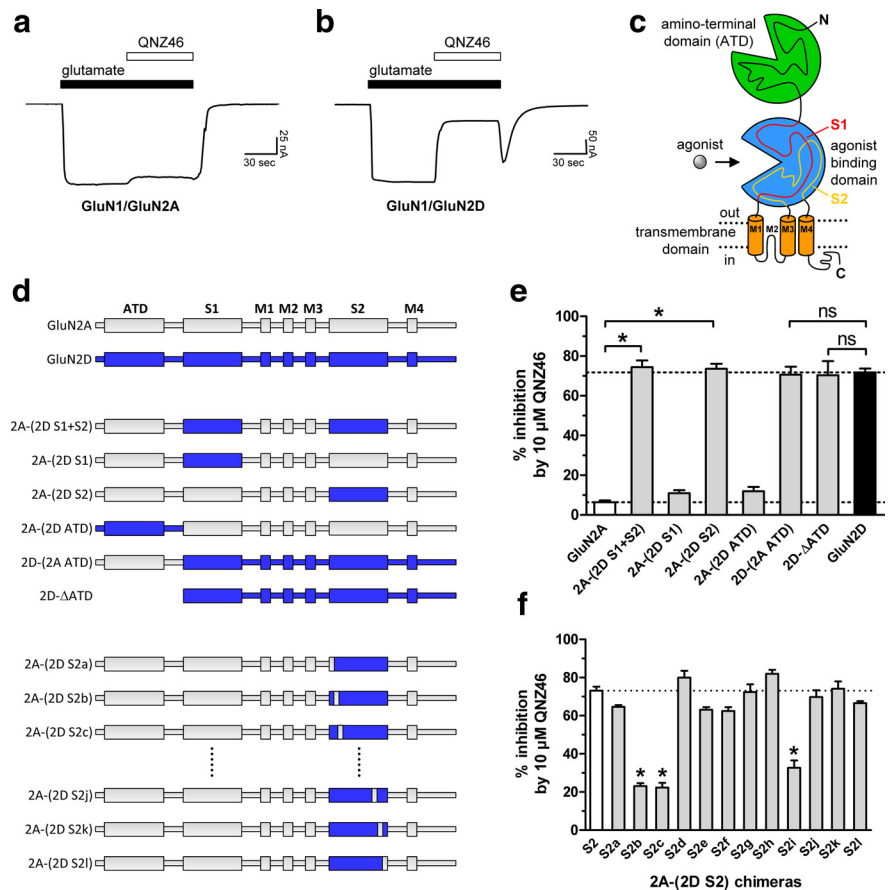 a
QNZ46
glutamate
25 nA
30 sec
GluN1/GluN2A
b
QNZ46
glutamate
50 nA
30 sec
GluN1/GluN2D
c
amino-terminal
domain (ATD)
N
S1
agonist
agonist
binding
domain
S2
out
transmembrane
domain
in
M1 M2 M3 M4
C
d
ATD S1 M1 M2 M3 S2 M4
GluN2A
GluN2D
2A-(2D S1+S2)
2A-(2D S1)
2A-(2D S2)
2A-(2D ATD)
2D-(2A ATD)
2D-ΔATD
2A-(2D S2a)
2A-(2D S2b)
2A-(2D S2c)
2A-(2D S2j)
2A-(2D S2k)
2A-(2D S2l)
e
% inhibition
by 10 µM QNZ46
100
80
60
40
20
0
*
*
ns
ns
GluN2A
2A-(2D S1+S2)
2A-(2D S1)
2A-(2D S2)
2A-(2D ATD)
2D-(2A ATD)
2D-ΔATD
GluN2D
f
% inhibition
by 10 µM QNZ46
100
80
60
40
20
0
* * *
S2 S2a S2b S2c S2d S2e S2f S2g S2h S2i S2j S2k S2l
2A-(2D S2) chimeras